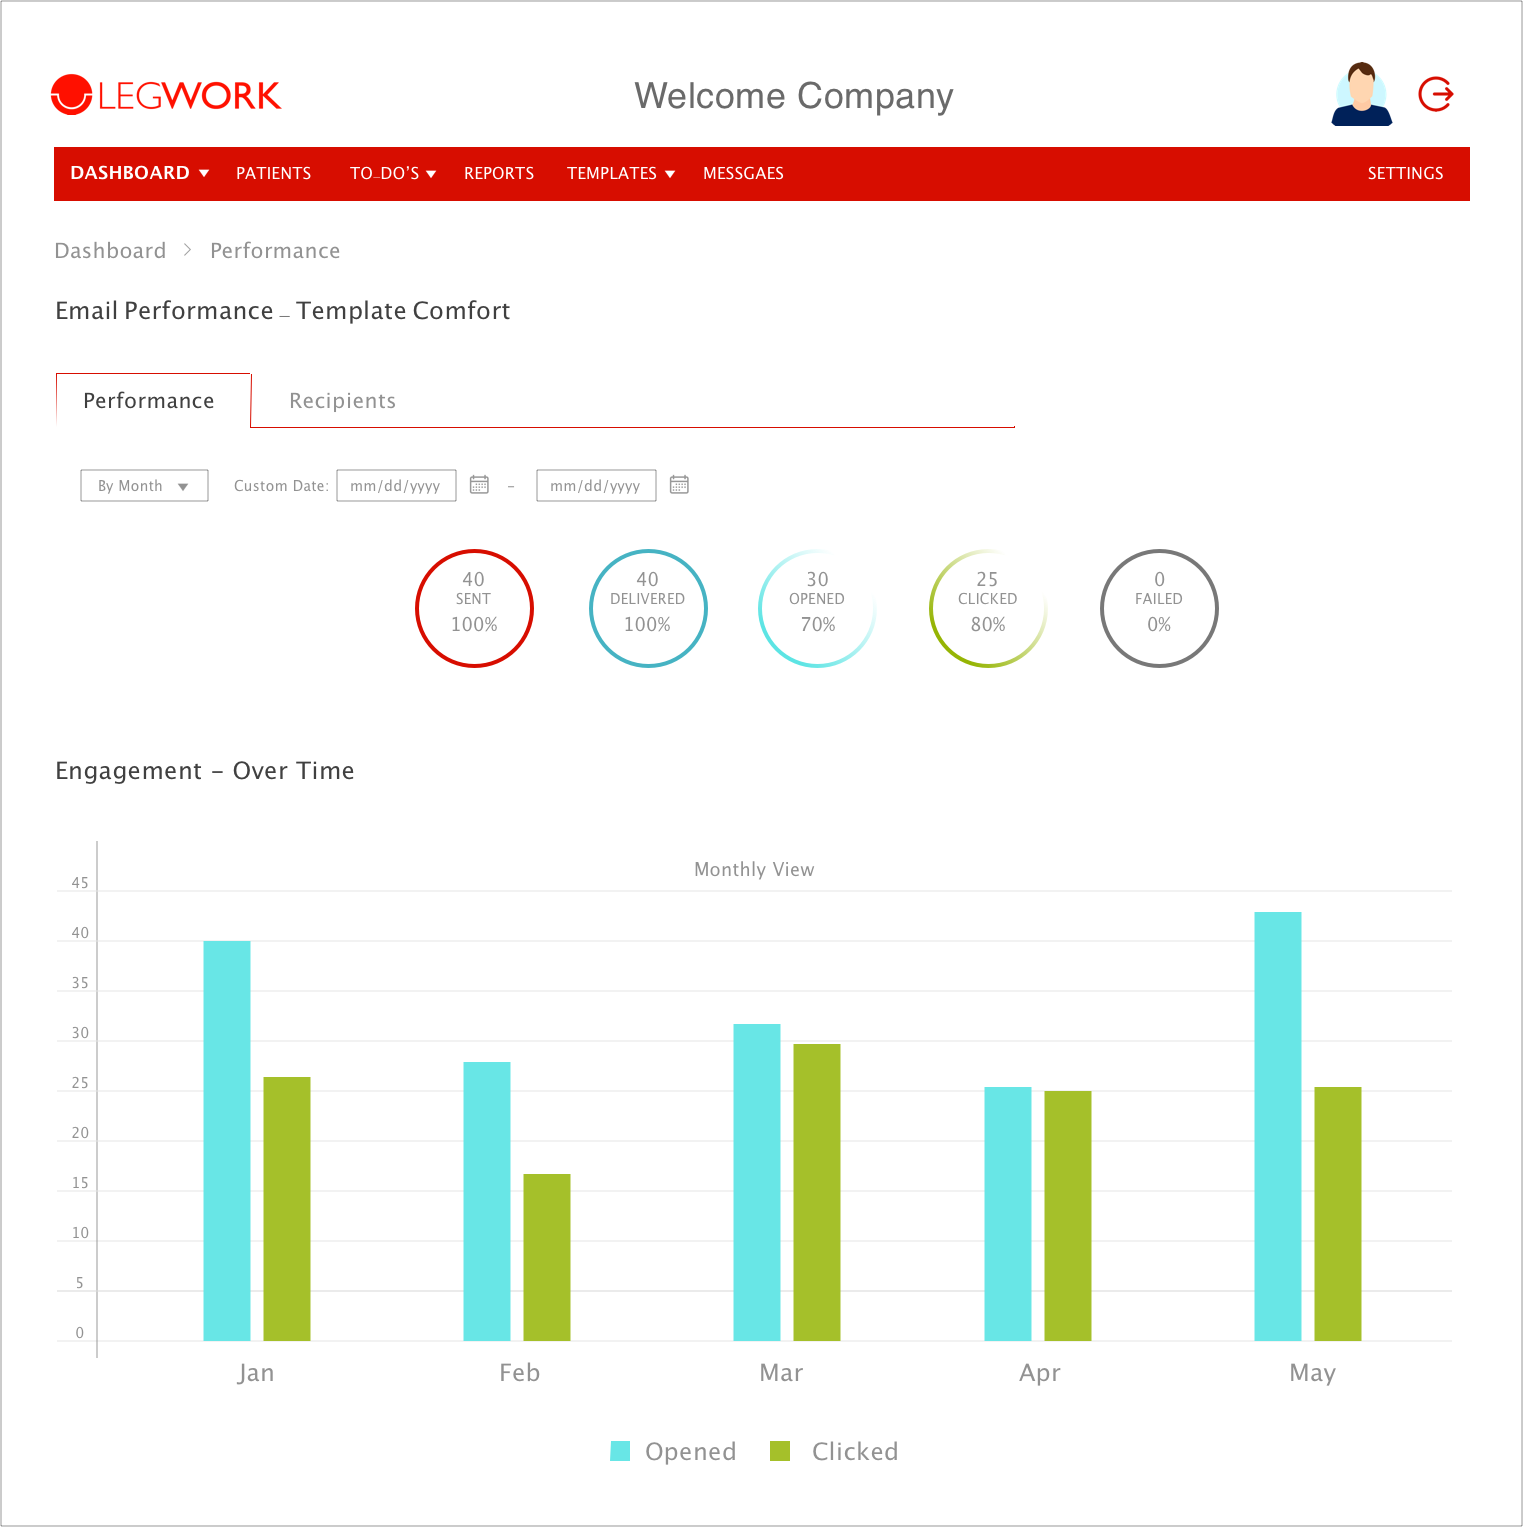 LEGWORK
Welcome Company
DASHBOARD PATIENTS TO-DO'S REPORTS TEMPLATES MESSGAES SETTINGS
Dashboard > Performance
Email Performance – Template Comfort
Performance Recipients
By Month Custom Date: mm/dd/yyyy – mm/dd/yyyy
40 40 30 25 0
SENT DELIVERED OPENED CLICKED FAILED
100% 100% 70% 80% 0%
Engagement – Over Time
Monthly View
45
40
35
30
25
20
15
10
5
0
Jan Feb Mar Apr May
Opened Clicked